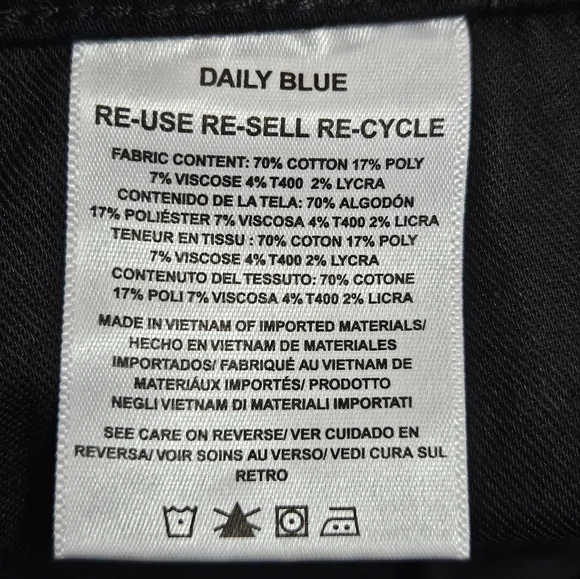 DAILY BLUE
RE-USE RE-SELL RE-CYCLE
FABRIC CONTENT: 70% COTTON 17% POLY
7% VISCOSE 4% T400 2% LYCRA
CONTENIDO DE LA TELA: 70% ALGODÓN
17% POLIÉSTER 7% VISCOSA 4% T400 2% LICRA
TENEUR EN TISSU : 70% COTON 17% POLY
7% VISCOSE 4% T400 2% LYCRA
CONTENUTO DEL TESSUTO: 70% COTONE
17% POLI 7% VISCOSA 4% T400 2% LICRA
MADE IN VIETNAM OF IMPORTED MATERIALS/
HECHO EN VIETNAM DE MATERIALES
IMPORTADOS/ FABRIQUÉ AU VIETNAM DE
MATERIÁUX IMPORTÉS/ PRODOTTO
NEGLI VIETNAM DI MATERIALI IMPORTATI
SEE CARE ON REVERSE/ VER CUIDADO EN
REVERSA/ VOIR SOINS AU VERSO/ VEDI CURA SUL
RETRO